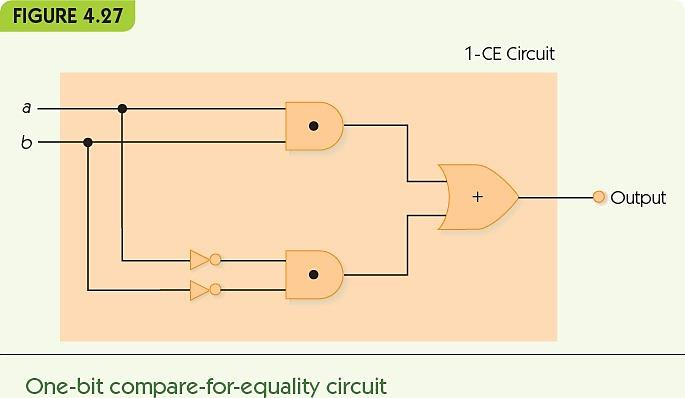 FIGURE 4.27
1-CE Circuit
a
b
+
Output
One-bit compare-for-equality circuit